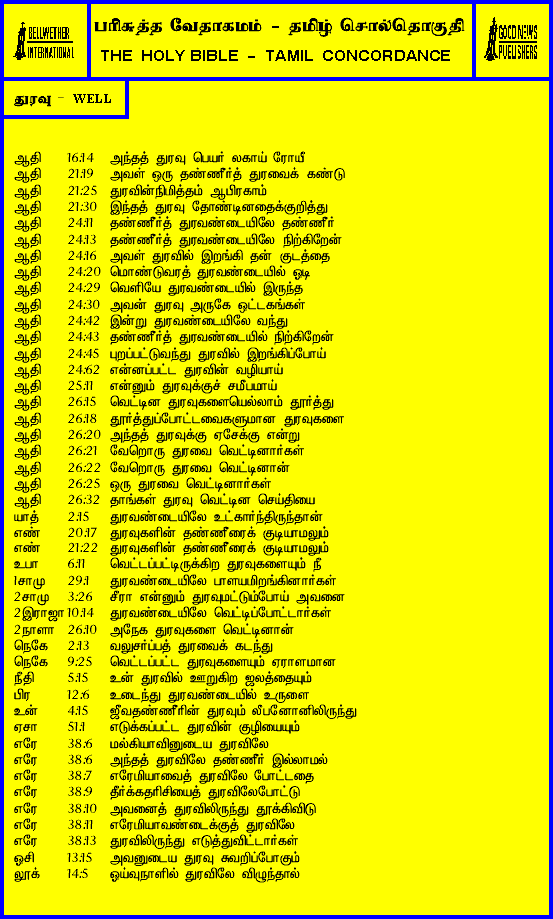 BELLWETHER INTERNATIONAL
பரிசுத்த வேதாகமம் - தமிழ் சொல்தொகுதி
THE HOLY BIBLE - TAMIL CONCORDANCE
GOOD NEWS PUBLISHERS
துரவு - WELL
ஆதி 16:14 அந்தத் துரவு பெயர் லகாய் ரோயீ
ஆதி 21:19 அவள் ஒரு தண்ணீர்த் துரவைக் கண்டு
ஆதி 21:25 துரவின்நிமித்தம் ஆபிரகாம்
ஆதி 21:30 இந்தத் துரவு தோண்டினதைக்குறித்து
ஆதி 24:11 தண்ணீர்த் துரவண்டையிலே தண்ணீர்
ஆதி 24:13 தண்ணீர்த் துரவண்டையிலே நிற்கிறேன்
ஆதி 24:16 அவள் துரவில் இறங்கி தன் குடத்தை
ஆதி 24:20 மொண்டுவரத் துரவண்டையில் ஓடி
ஆதி 24:29 வெளியே துரவண்டையில் இருந்த
ஆதி 24:30 அவன் துரவு அருகே ஒட்டகங்கள்
ஆதி 24:42 இன்று துரவண்டையிலே வந்து
ஆதி 24:43 தண்ணீர்த் துரவண்டையில் நிற்கிறேன்
ஆதி 24:45 புறப்பட்டுவந்து துரவில் இறங்கிப்போய்
ஆதி 24:62 என்னப்பட்ட துரவின் வழியாய்
ஆதி 25:11 என்னும் துரவுக்குச் சமீபமாய்
ஆதி 26:15 வெட்டின துரவுகளையெல்லாம் தூர்த்து
ஆதி 26:18 தூர்த்துப்போட்டவைகளுமான துரவுகளை
ஆதி 26:20 அந்தத் துரவுக்கு ஏசேக்கு என்று
ஆதி 26:21 வேறொரு துரவை வெட்டினார்கள்
ஆதி 26:22 வேறொரு துரவை வெட்டினான்
ஆதி 26:25 ஒரு துரவை வெட்டினார்கள்
ஆதி 26:32 தாங்கள் துரவு வெட்டின செய்தியை
யாத் 2:15 துரவண்டையிலே உட்கார்ந்திருந்தான்
எண் 20:17 துரவுகளின் தண்ணீரைக் குடியாமலும்
எண் 21:22 துரவுகளின் தண்ணீரைக் குடியாமலும்
உபா 6:11 வெட்டப்பட்டிருக்கிற துரவுகளையும் நீ
1சாமு 29:1 துரவண்டையிலே பாளயமிறங்கினார்கள்
2சாமு 3:26 சீரா என்னும் துரவுமட்டும்போய் அவனை
2இராஜா 10:14 துரவண்டையிலே வெட்டிப்போட்டார்கள்
2நாளா 26:10 அநேக துரவுகளை வெட்டினான்
நெகே 2:13 வலுசர்ப்பத் துரவைக் கடந்து
நெகே 9:25 வெட்டப்பட்ட துரவுகளையும் ஏராளமான
நீதி 5:15 உன் துரவில் ஊறுகிற ஜலத்தையும்
பிர 12:6 உடைந்து துரவண்டையில் உருளை
உன் 4:15 ஜீவதண்ணீரின் துரவும் லீபனோனிலிருந்து
ஏசா 51:1 எடுக்கப்பட்ட துரவின் குழியையும்
எரே 38:6 மல்கியாவினுடைய துரவிலே
எரே 38:6 அந்தத் துரவிலே தண்ணீர் இல்லாமல்
எரே 38:7 எரேமியாவைத் துரவிலே போட்டதை
எரே 38:9 தீர்க்கதரிசியைத் துரவிலேபோட்டு
எரே 38:10 அவனைத் துரவிலிருந்து தூக்கிவிடு
எரே 38:11 எரேமியாவண்டைக்குத் துரவிலே
எரே 38:13 துரவிலிருந்து எடுத்துவிட்டார்கள்
ஓசி 13:15 அவனுடைய துரவு சுவறிப்போகும்
லூக் 14:5 ஓய்வுநாளில் துரவிலே விழுந்தால்